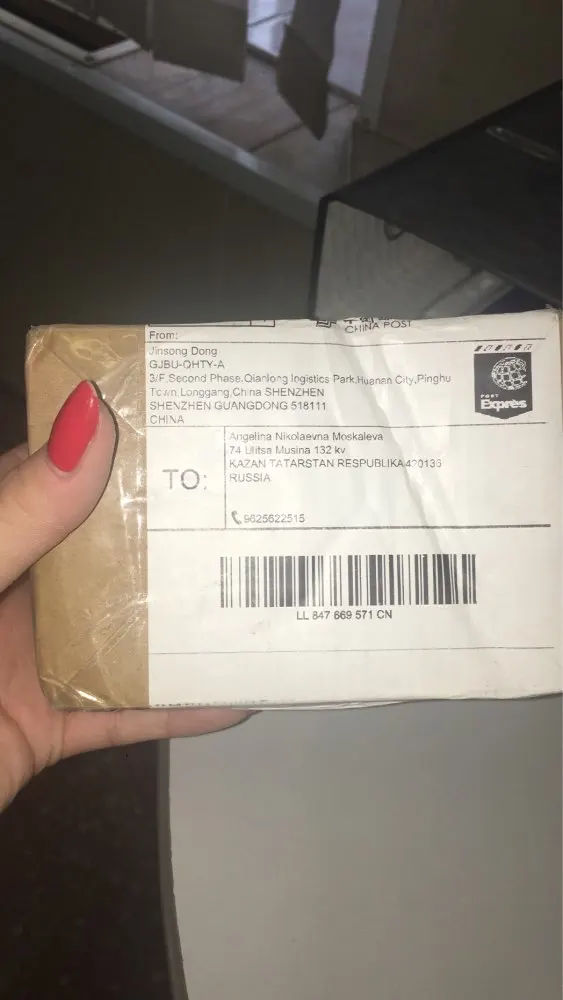 CHINA POST
From:
Jinsong Dong
GJBU-QHTY-A
3/F,Second Phase,Qianlong logistics Park,Huanan City,Pinghu
Town,Longgang,China SHENZHEN
SHENZHEN GUANGDONG 518111
CHINA
POST
Exprès
TO:
Angelina Nikolaevna Moskaleva
74 Ulitsa Musina 132 kv
KAZAN TATARSTAN RESPUBLIKA 420136
RUSSIA
9625622515
LL 847 669 571 CN